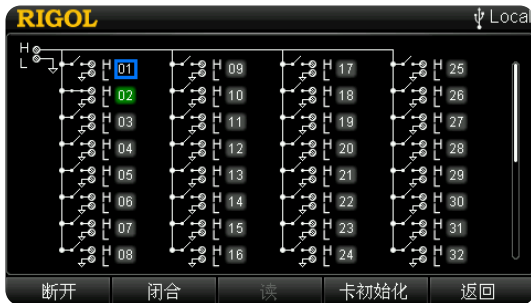 RIGOL Local
H
L
H 01 H 09 H 17 H 25
L L L L
H 02 H 10 H 18 H 26
L L L L
H 03 H 11 H 19 H 27
L L L L
H 04 H 12 H 20 H 28
L L L L
H 05 H 13 H 21 H 29
L L L L
H 06 H 14 H 22 H 30
L L L L
H 07 H 15 H 23 H 31
L L L L
H 08 H 16 H 24 H 32
L L L L
断开 闭合 读 卡初始化 返回